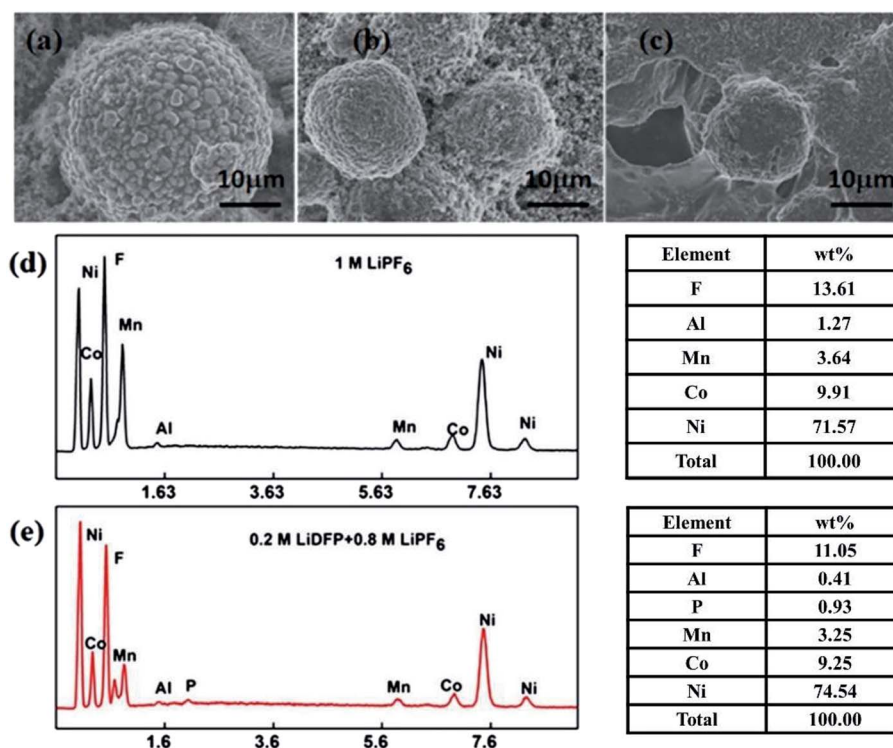 (a)
10μm
(b)
10μm
(c)
10μm
(d)
1 M LiPF6
Ni
F
Co
Mn
Al
Mn
Co
Ni
Ni
1.63 3.63 5.63 7.63
Element wt%
F 13.61
Al 1.27
Mn 3.64
Co 9.91
Ni 71.57
Total 100.00
(e)
0.2 M LiDFP+0.8 M LiPF6
Ni
F
Co
Mn
Al
P
Mn
Co
Ni
Ni
1.6 3.6 5.6 7.6
Element wt%
F 11.05
Al 0.41
P 0.93
Mn 3.25
Co 9.25
Ni 74.54
Total 100.00